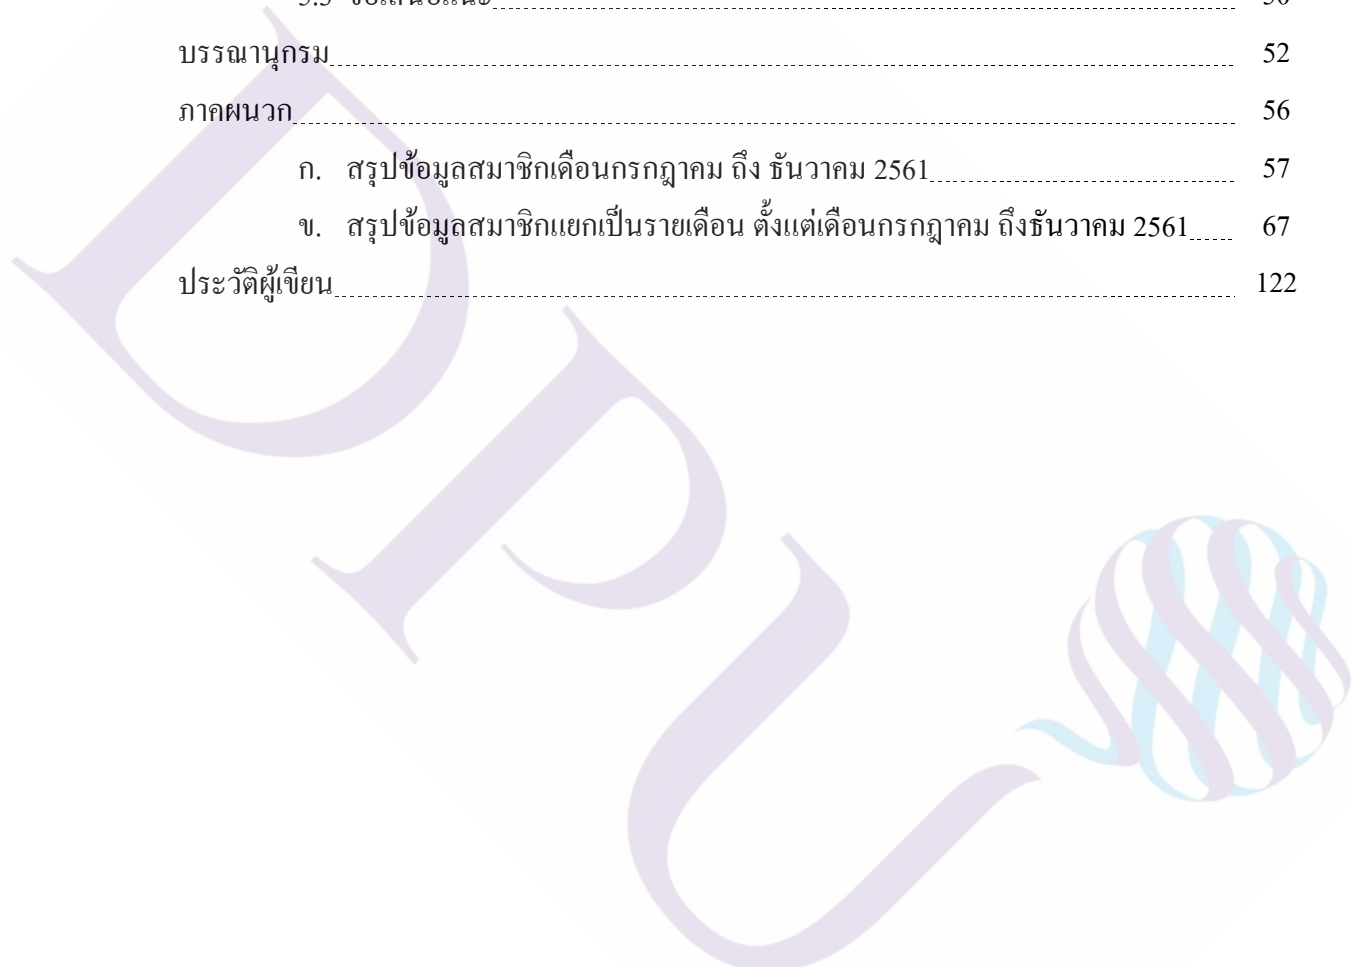 บรรณานุกรม 52
ภาคผนวก 56
ก. สรุปข้อมูลสมาชิกเดือนกรกฎาคม ถึง ธันวาคม 2561 57
ข. สรุปข้อมูลสมาชิกแยกเป็นรายเดือน ตั้งแต่เดือนกรกฎาคม ถึงธันวาคม 2561 67
ประวัติผู้เขียน 122
DPU